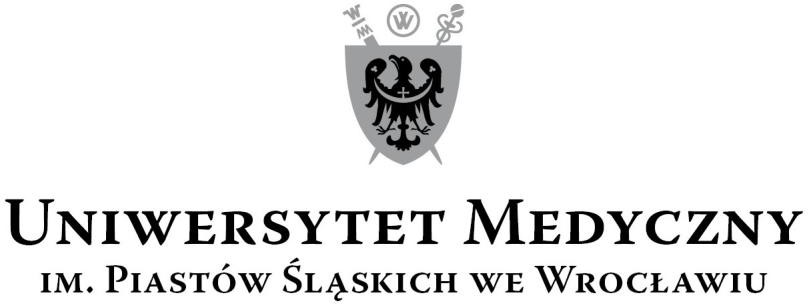 W
UNIWERSYTET MEDYCZNY
IM. PIASTÓW ŚLĄSKICH WE WROCŁAWIU